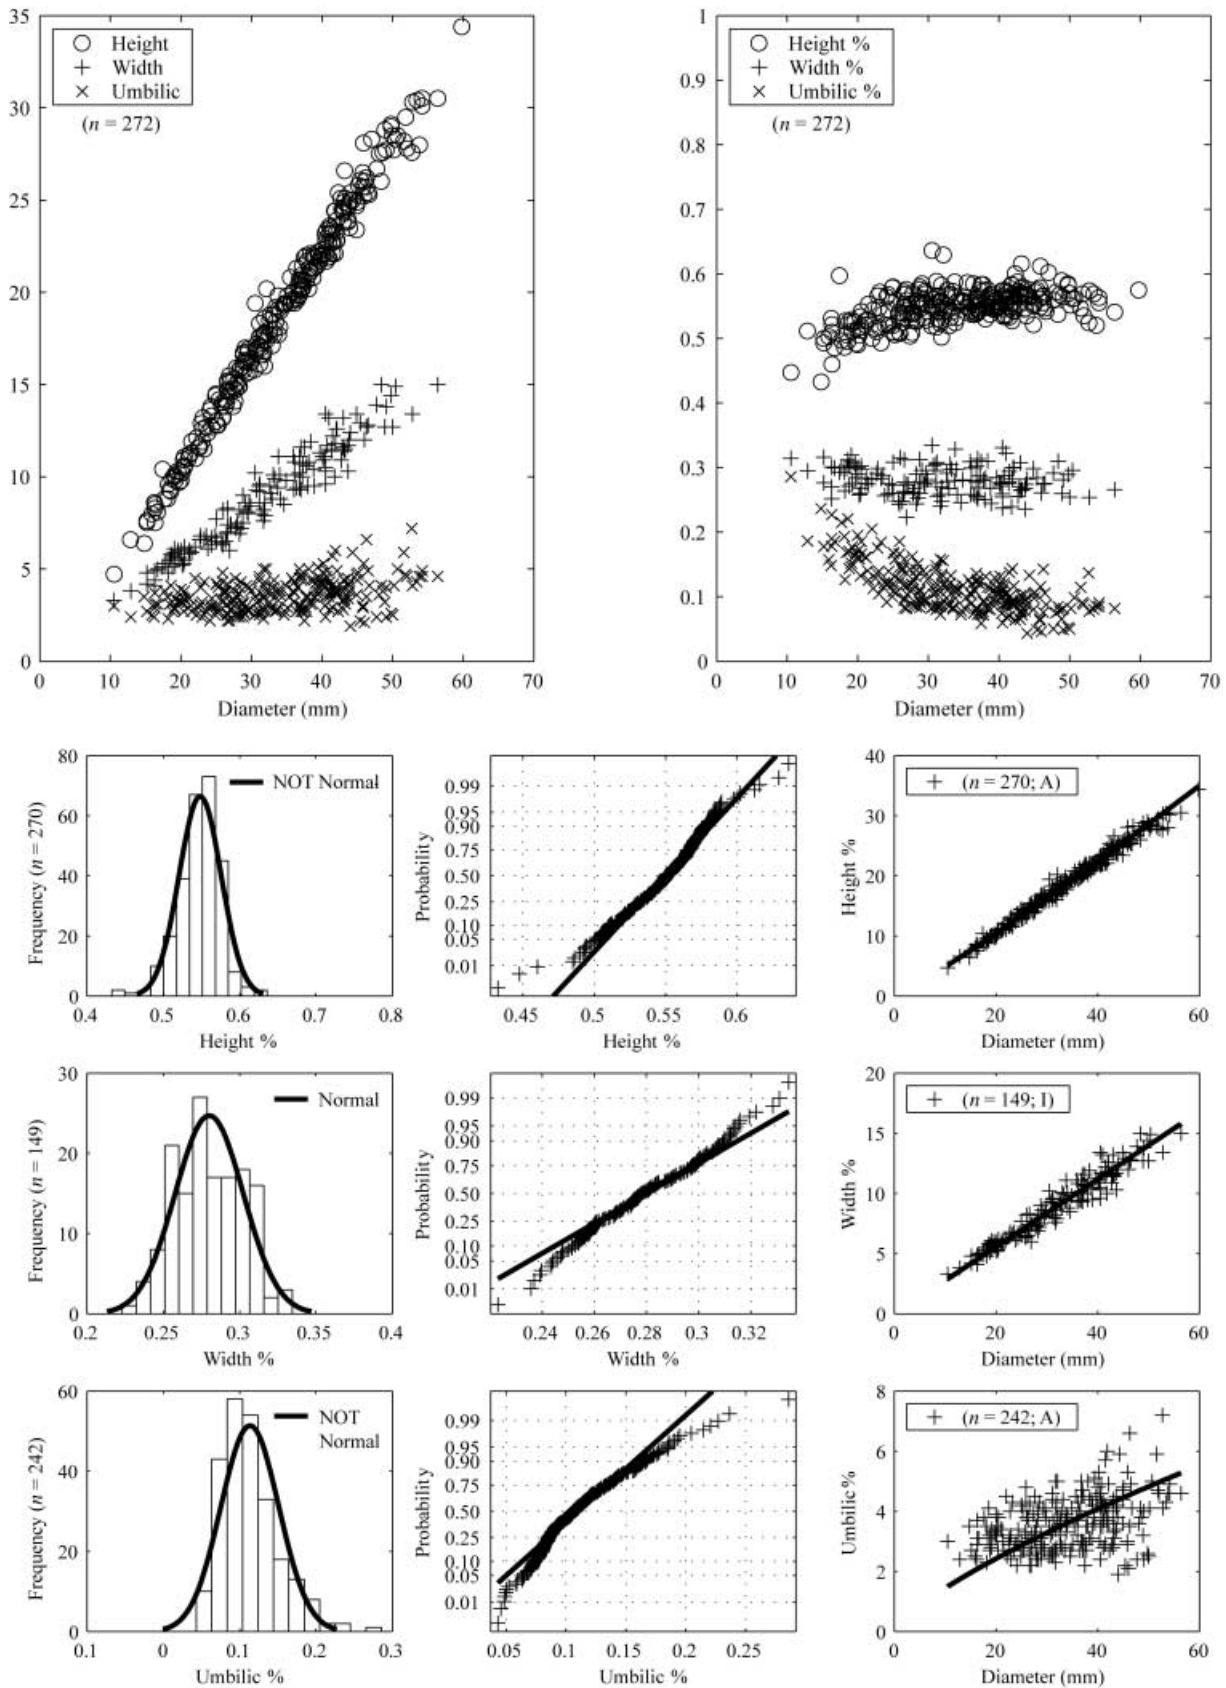 35
30
25
20
15
10
5
0
Height
Width
Umbilic
(n = 272)
0 10 20 30 40 50 60 70
Diameter (mm)
1
0.9
0.8
0.7
0.6
0.5
0.4
0.3
0.2
0.1
0
Height %
Width %
Umbilic %
(n = 272)
0 10 20 30 40 50 60 70
Diameter (mm)
Frequency (n = 270)
80
60
40
20
0
NOT Normal
0.4 0.5 0.6 0.7 0.8
Height %
Probability
0.99
0.95
0.90
0.75
0.50
0.25
0.10
0.05
0.01
0.45 0.5 0.55 0.6
Height %
Height %
40
30
20
10
0
(n = 270; A)
0 20 40 60
Diameter (mm)
Frequency (n = 149)
30
20
10
0
Normal
0.2 0.25 0.3 0.35 0.4
Width %
Probability
0.99
0.95
0.90
0.75
0.50
0.25
0.10
0.05
0.01
0.24 0.26 0.28 0.3 0.32
Width %
Width %
20
15
10
5
0
(n = 149; I)
0 20 40 60
Diameter (mm)
Frequency (n = 242)
60
40
20
0
NOT
Normal
0.1 0 0.1 0.2 0.3
Umbilic %
Probability
0.99
0.95
0.90
0.75
0.50
0.25
0.10
0.05
0.01
0.05 0.1 0.15 0.2
Umbilic %
Umbilic %
8
6
4
2
0
(n = 242; A)
0 20 40 60
Diameter (mm)